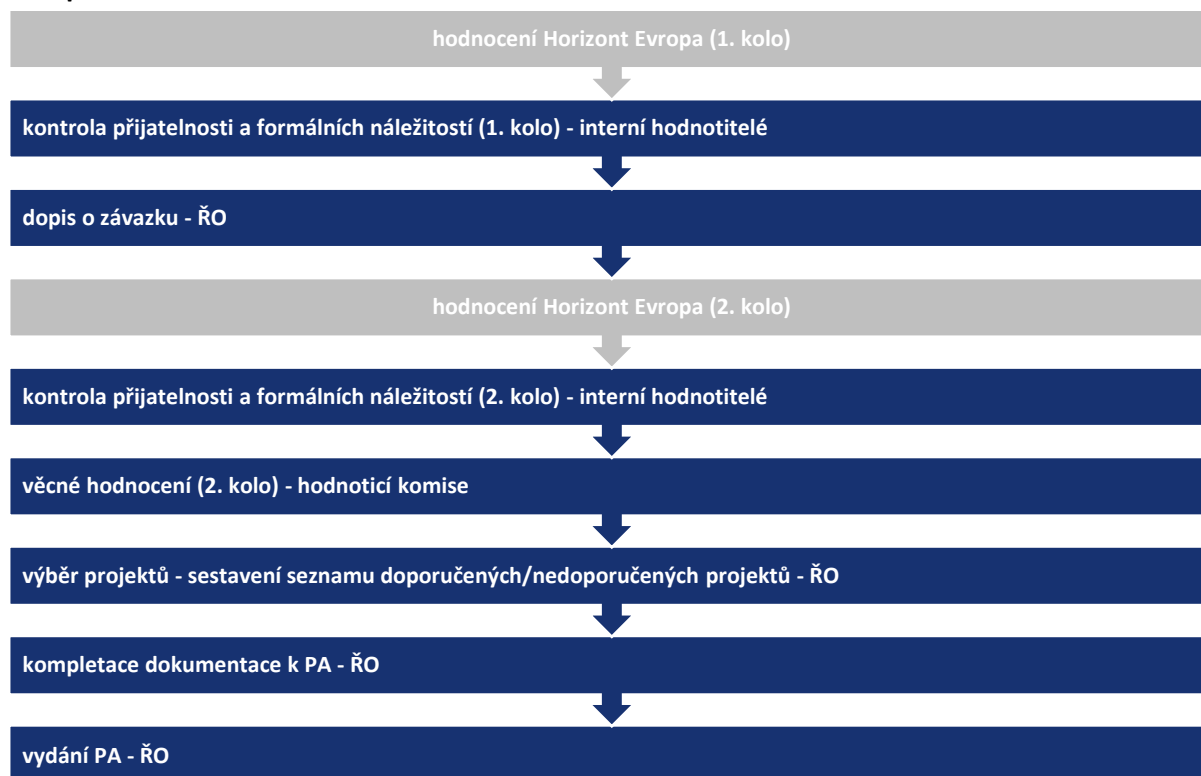 hodnocení Horizont Evropa (1. kolo)
kontrola přijatelnosti a formálních náležitostí (1. kolo) - interní hodnotitelé
dopis o závazku - ŘO
hodnocení Horizont Evropa (2. kolo)
kontrola přijatelnosti a formálních náležitostí (2. kolo) - interní hodnotitelé
věcné hodnocení (2. kolo) - hodnoticí komise
výběr projektů - sestavení seznamu doporučených/nedoporučených projektů - ŘO
kompletace dokumentace k PA - ŘO
vydání PA - ŘO